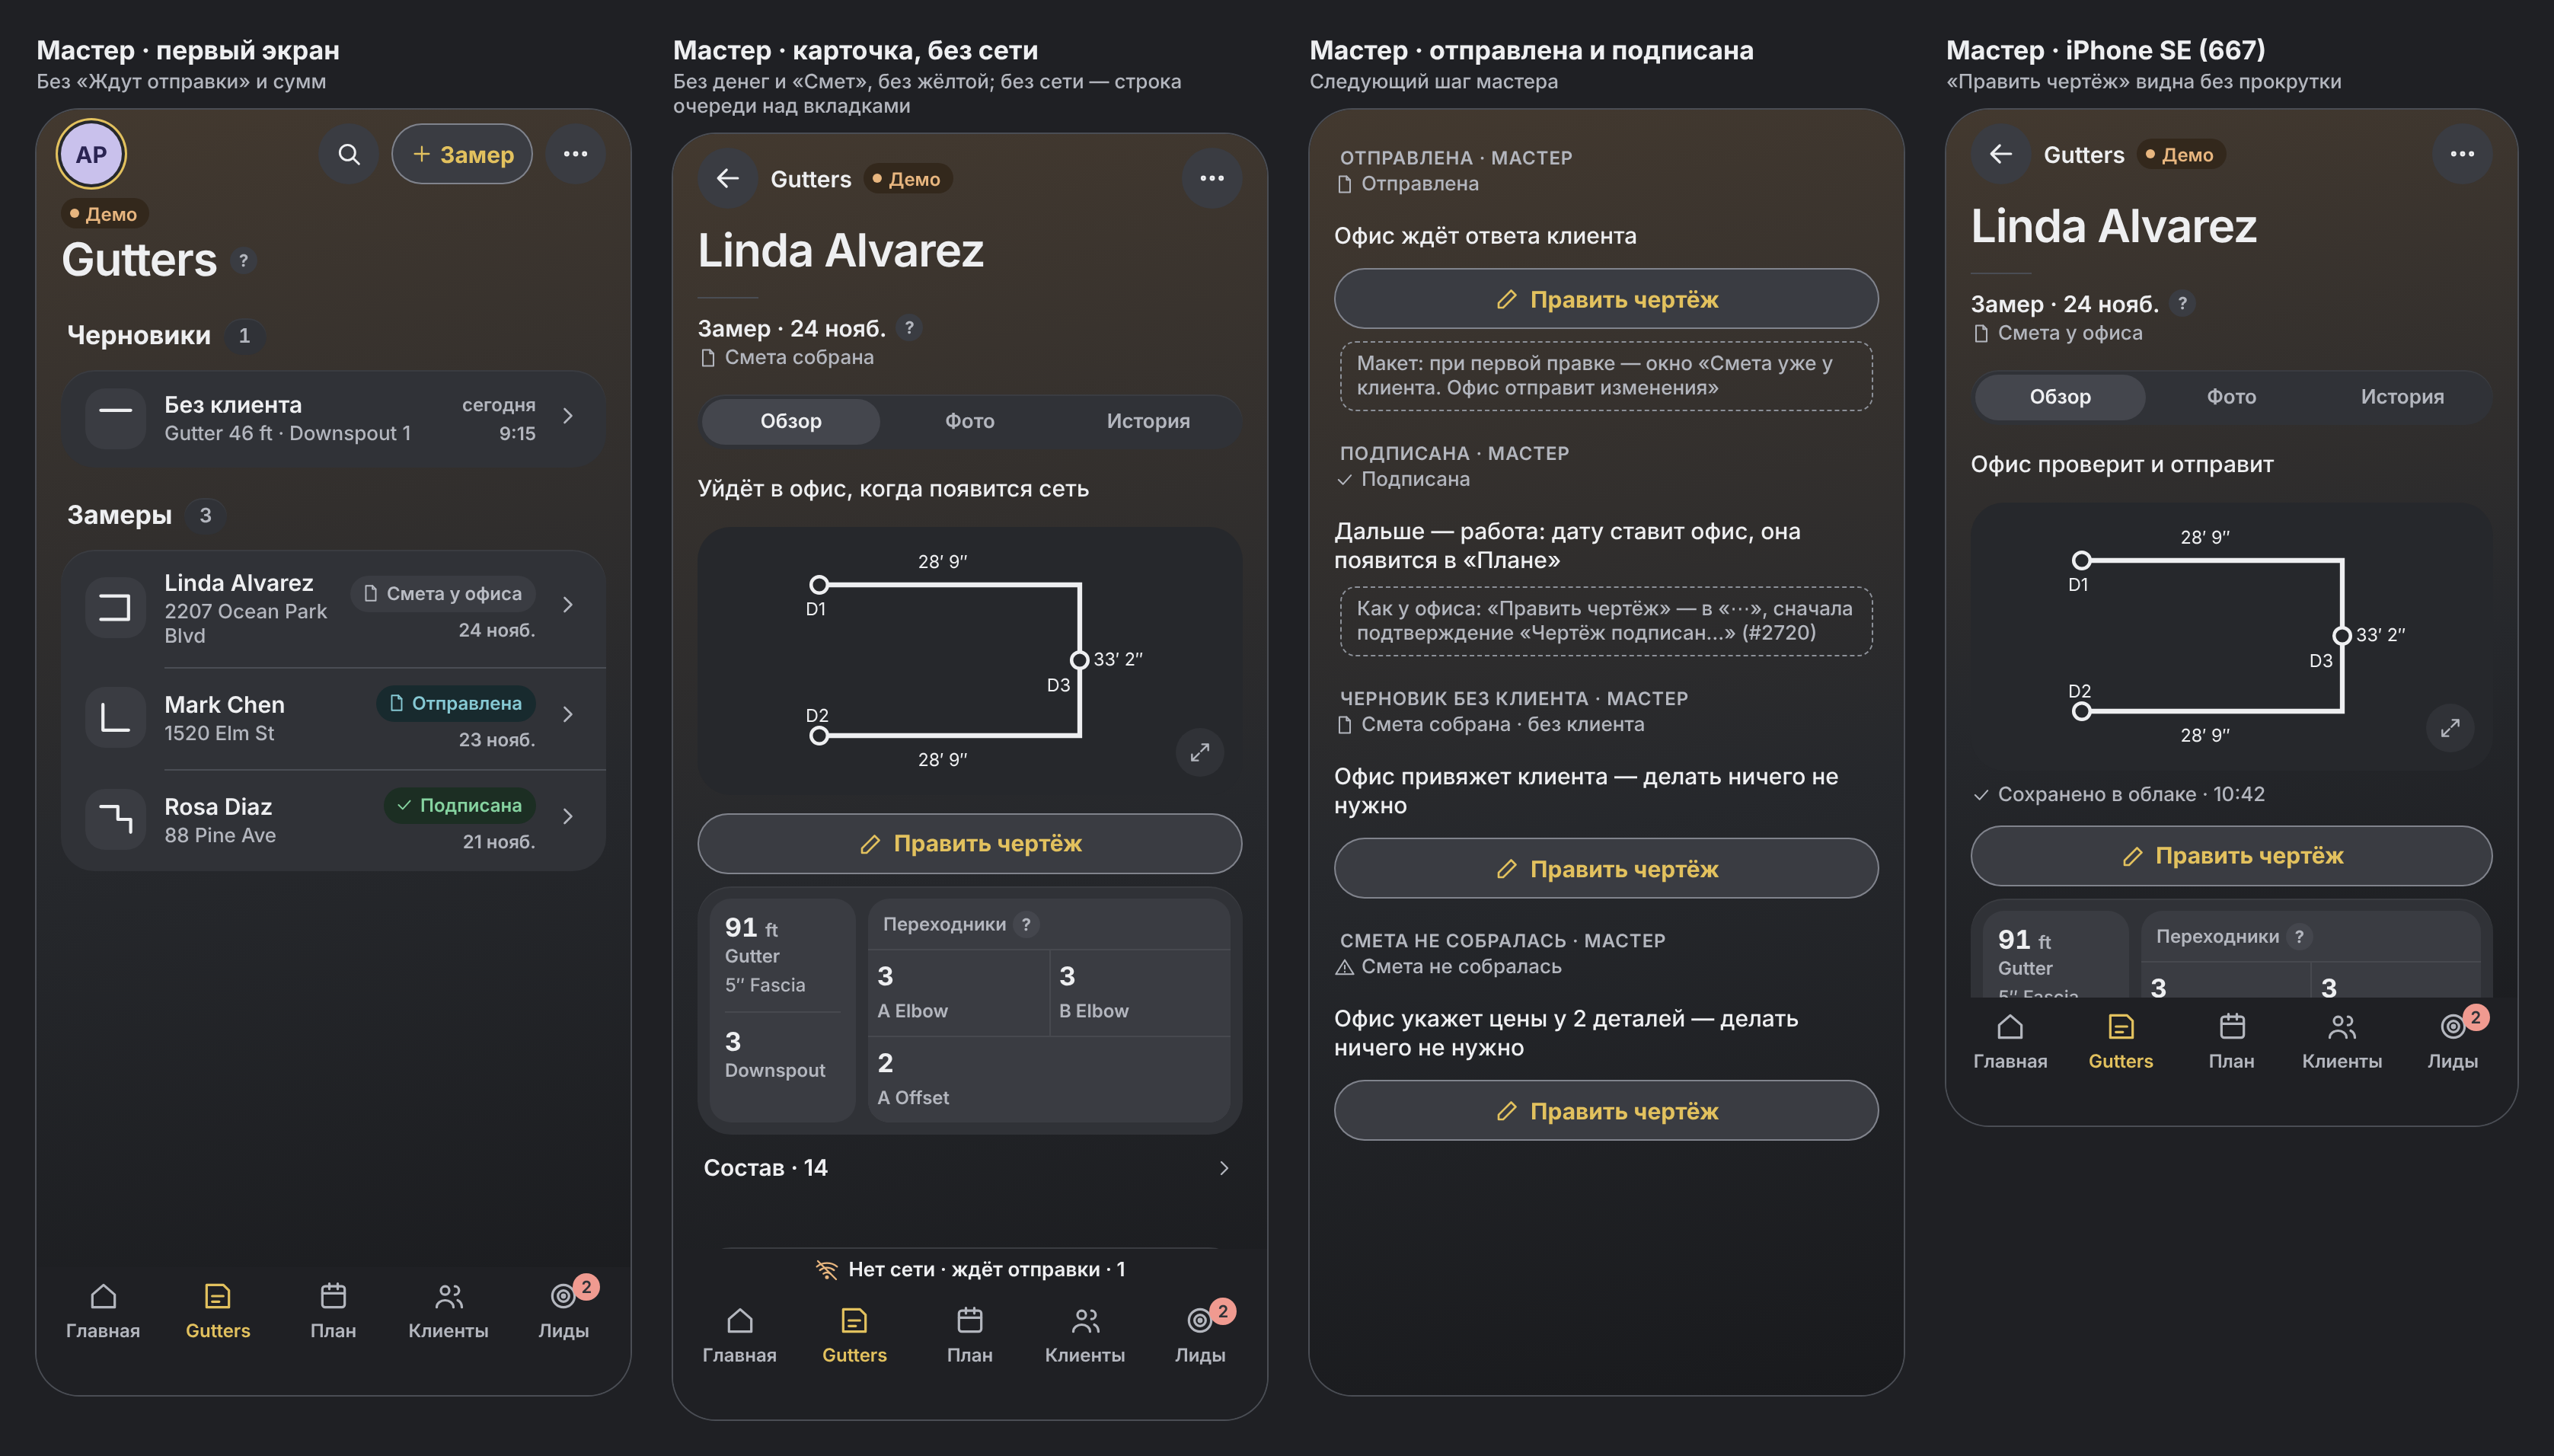 Мастер · первый экран
Без «Ждут отправки» и сумм
AP
+ Замер
Демо
Gutters ?
Черновики 1
Без клиента
сегодня
Gutter 46 ft · Downspout 1
9:15
Замеры 3
Linda Alvarez
Смета у офиса
2207 Ocean Park
Blvd
24 нояб.
Mark Chen
Отправлена
1520 Elm St
23 нояб.
Rosa Diaz
Подписана
88 Pine Ave
21 нояб.
2
Главная
Gutters
План
Клиенты
Лиды
Мастер · карточка, без сети
Без денег и «Смет», без жёлтой; без сети — строка
очереди над вкладками
Gutters
Демо
Linda Alvarez
Замер · 24 нояб. ?
Смета собрана
Обзор
Фото
История
Уйдёт в офис, когда появится сеть
28′ 9″
D1
33′ 2″
D3
D2
28′ 9″
Править чертёж
91 ft
Gutter
5″ Fascia
3
Downspout
Переходники ?
3
A Elbow
3
B Elbow
2
A Offset
Состав · 14
Нет сети · ждёт отправки · 1
2
Главная
Gutters
План
Клиенты
Лиды
Мастер · отправлена и подписана
Следующий шаг мастера
ОТПРАВЛЕНА · МАСТЕР
Отправлена
Офис ждёт ответа клиента
Править чертёж
Макет: при первой правке — окно «Смета уже у
клиента. Офис отправит изменения»
ПОДПИСАНА · МАСТЕР
Подписана
Дальше — работа: дату ставит офис, она
появится в «Плане»
Как у офиса: «Править чертёж» — в «···», сначала
подтверждение «Чертёж подписан…» (#2720)
ЧЕРНОВИК БЕЗ КЛИЕНТА · МАСТЕР
Смета собрана · без клиента
Офис привяжет клиента — делать ничего не
нужно
Править чертёж
СМЕТА НЕ СОБРАЛАСЬ · МАСТЕР
Смета не собралась
Офис укажет цены у 2 деталей — делать
ничего не нужно
Править чертёж
Мастер · iPhone SE (667)
«Править чертёж» видна без прокрутки
Gutters
Демо
Linda Alvarez
Замер · 24 нояб. ?
Смета у офиса
Обзор
Фото
История
Офис проверит и отправит
28′ 9″
D1
33′ 2″
D3
D2
28′ 9″
Сохранено в облаке · 10:42
Править чертёж
91 ft
Gutter
5″ Fascia
Переходники ?
3
3
2
Главная
Gutters
План
Клиенты
Лиды